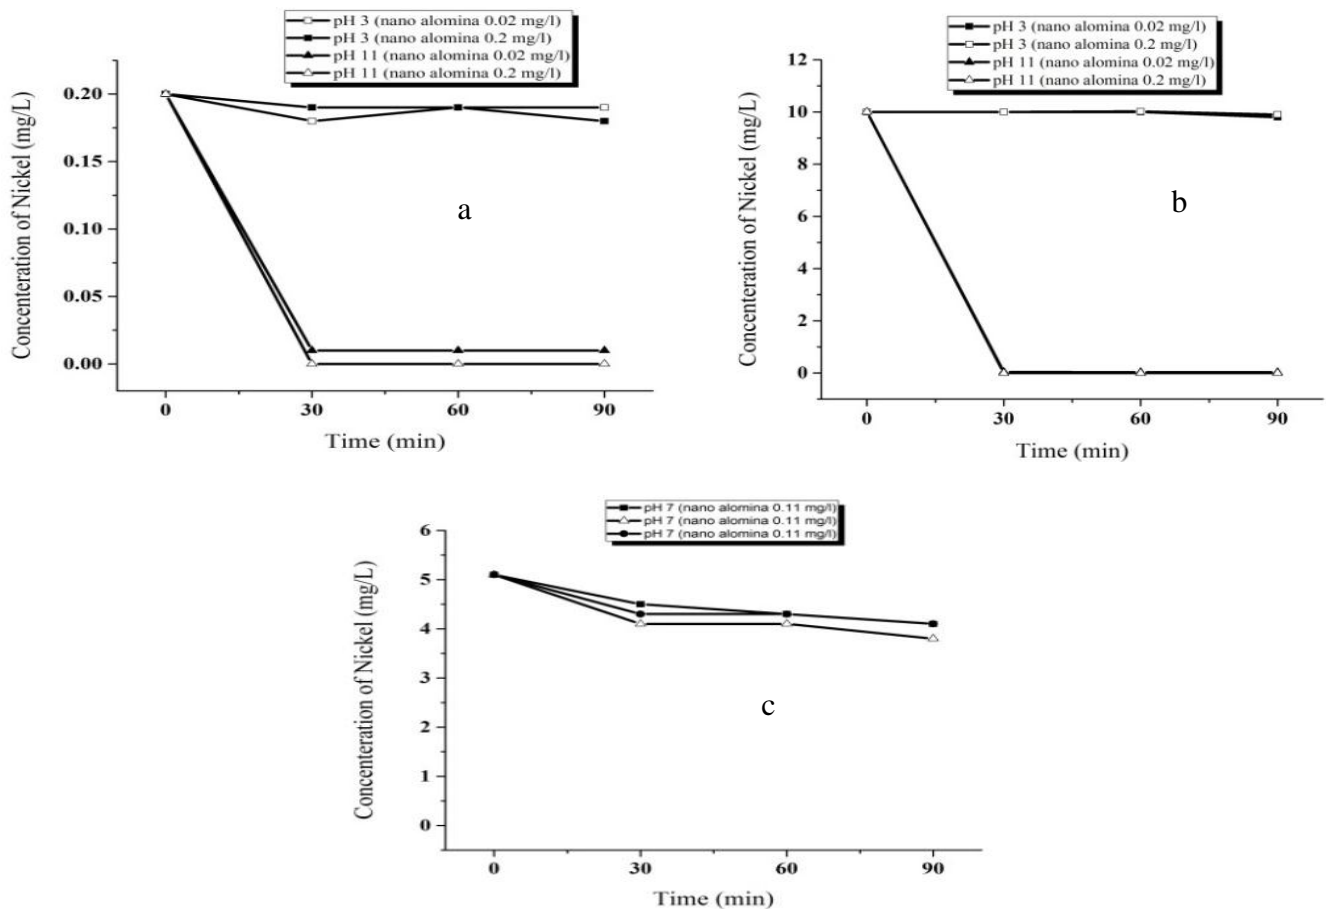 pH 3 (nano alomina 0.02 mg/l)
pH 3 (nano alomina 0.2 mg/l)
pH 11 (nano alomina 0.02 mg/l)
pH 11 (nano alomina 0.2 mg/l)
0.20
0.15
0.10
0.05
0.00
Concenteration of Nickel (mg/L)
a
0
30
60
90
Time (min)
pH 3 (nano alomina 0.02 mg/l)
pH 3 (nano alomina 0.2 mg/l)
pH 11 (nano alomina 0.02 mg/l)
pH 11 (nano alomina 0.2 mg/l)
12
10
8
6
4
2
0
Concenteration of Nickel (mg/L)
b
0
30
60
90
Time (min)
pH 7 (nano alomina 0.11 mg/l)
pH 7 (nano alomina 0.11 mg/l)
pH 7 (nano alomina 0.11 mg/l)
6
5
4
3
2
1
0
Concenteration of Nickel (mg/L)
c
0
30
60
90
Time (min)